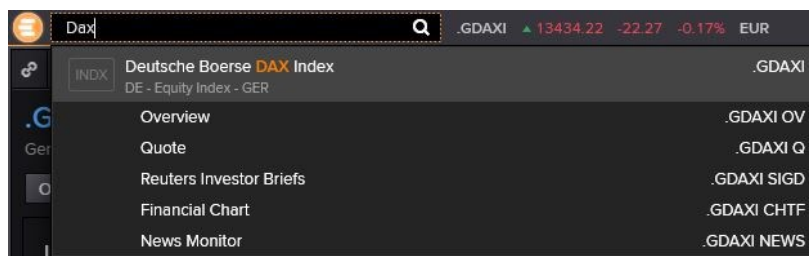 Dax .GDAXI ▲ 13434.22 -22.27 -0.17% EUR
INDX Deutsche Boerse DAX Index .GDAXI
DE - Equity Index - GER
Overview .GDAXI OV
Quote .GDAXI Q
Reuters Investor Briefs .GDAXI SIGD
Financial Chart .GDAXI CHTF
News Monitor .GDAXI NEWS
.G
Ger
O